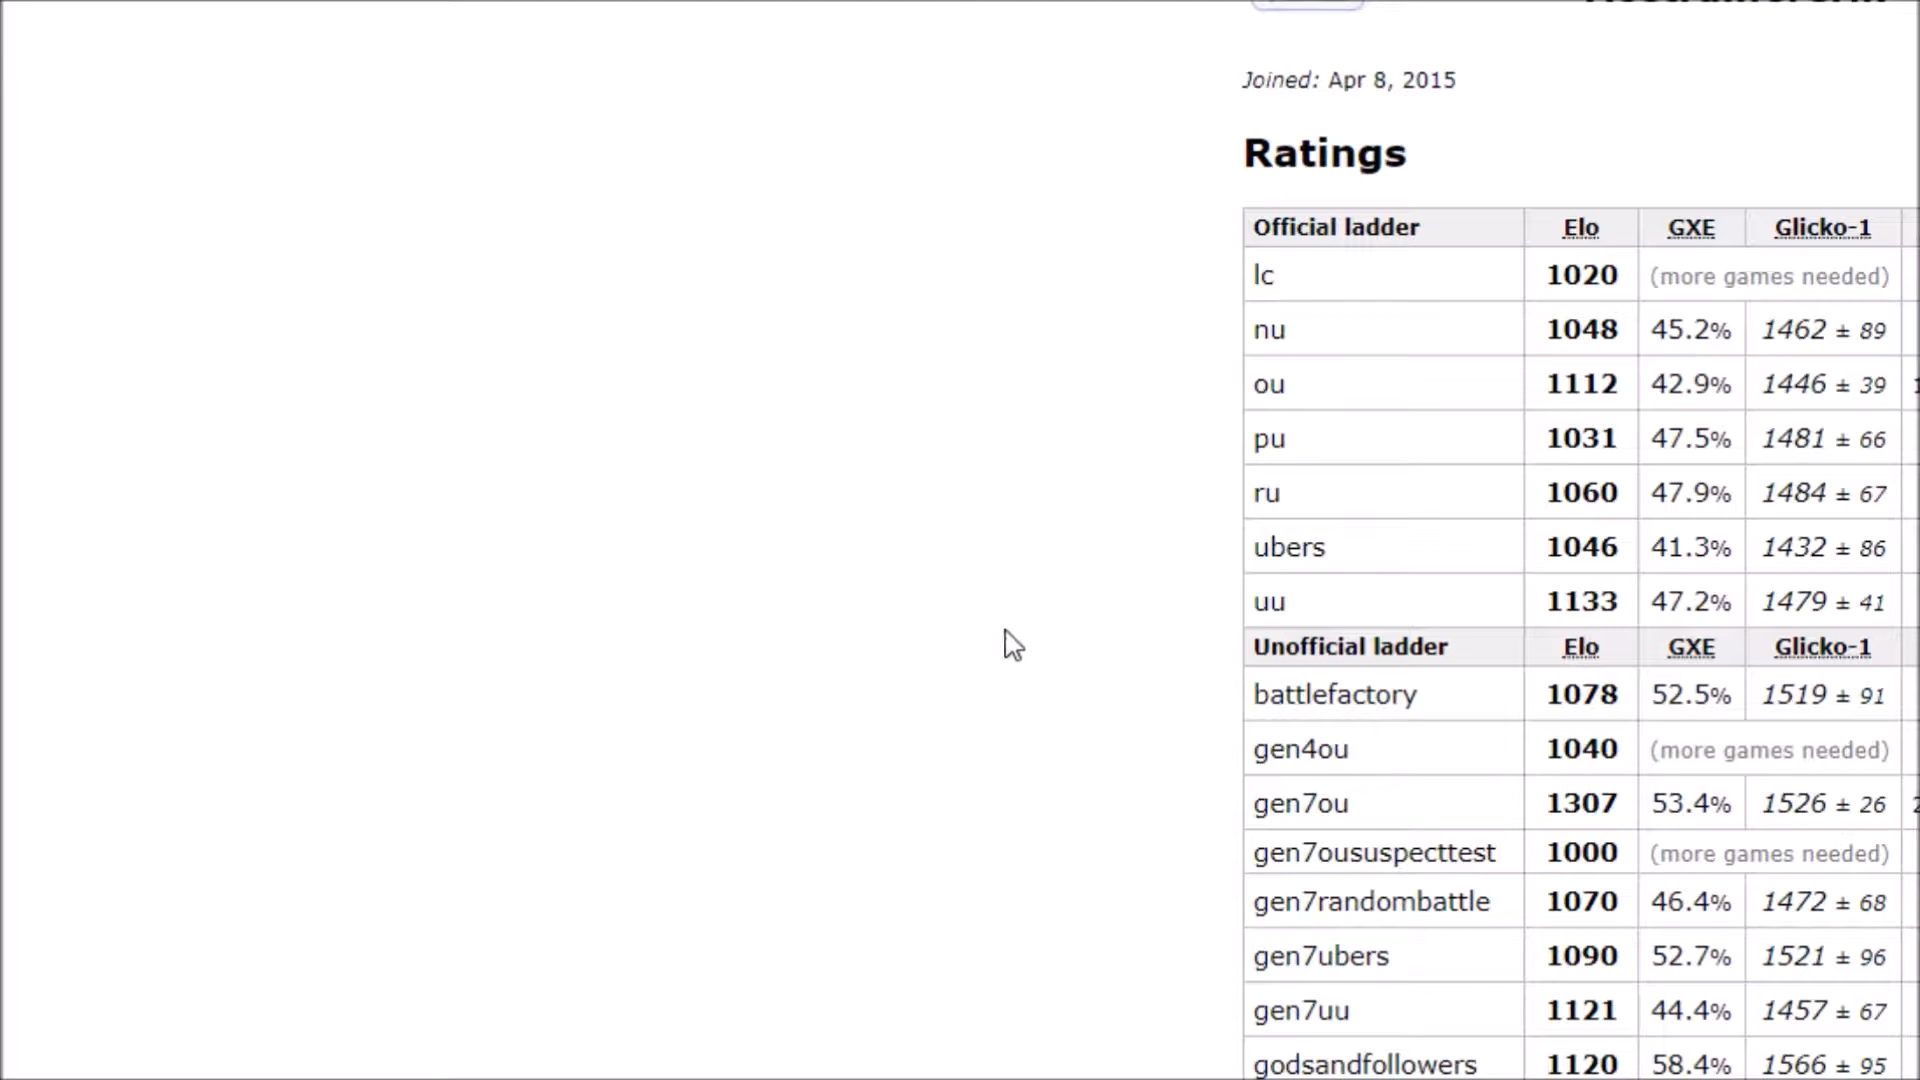 Joined: Apr 8, 2015
Ratings
Official ladder Elo GXE Glicko-1
lc 1020 (more games needed)
nu 1048 45.2% 1462 ± 89
ou 1112 42.9% 1446 ± 39
pu 1031 47.5% 1481 ± 66
ru 1060 47.9% 1484 ± 67
ubers 1046 41.3% 1432 ± 86
uu 1133 47.2% 1479 ± 41
Unofficial ladder Elo GXE Glicko-1
battlefactory 1078 52.5% 1519 ± 91
gen4ou 1040 (more games needed)
gen7ou 1307 53.4% 1526 ± 26
gen7oususpecttest 1000 (more games needed)
gen7randombattle 1070 46.4% 1472 ± 68
gen7ubers 1090 52.7% 1521 ± 96
gen7uu 1121 44.4% 1457 ± 67
godsandfollowers 1120 58.4% 1566 ± 95